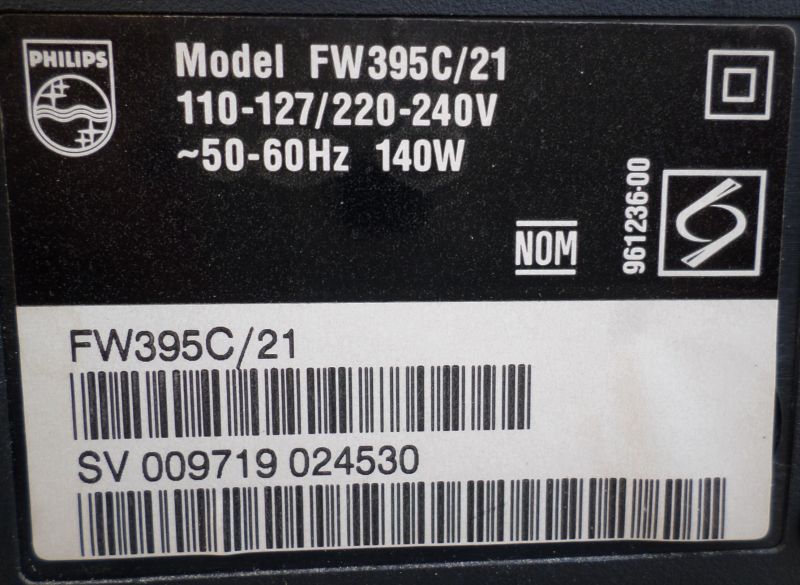 PHILIPS
Model FW395C/21
110-127/220-240V
~50-60Hz 140W
NOM
961236-00
FW395C/21
SV 009719 024530